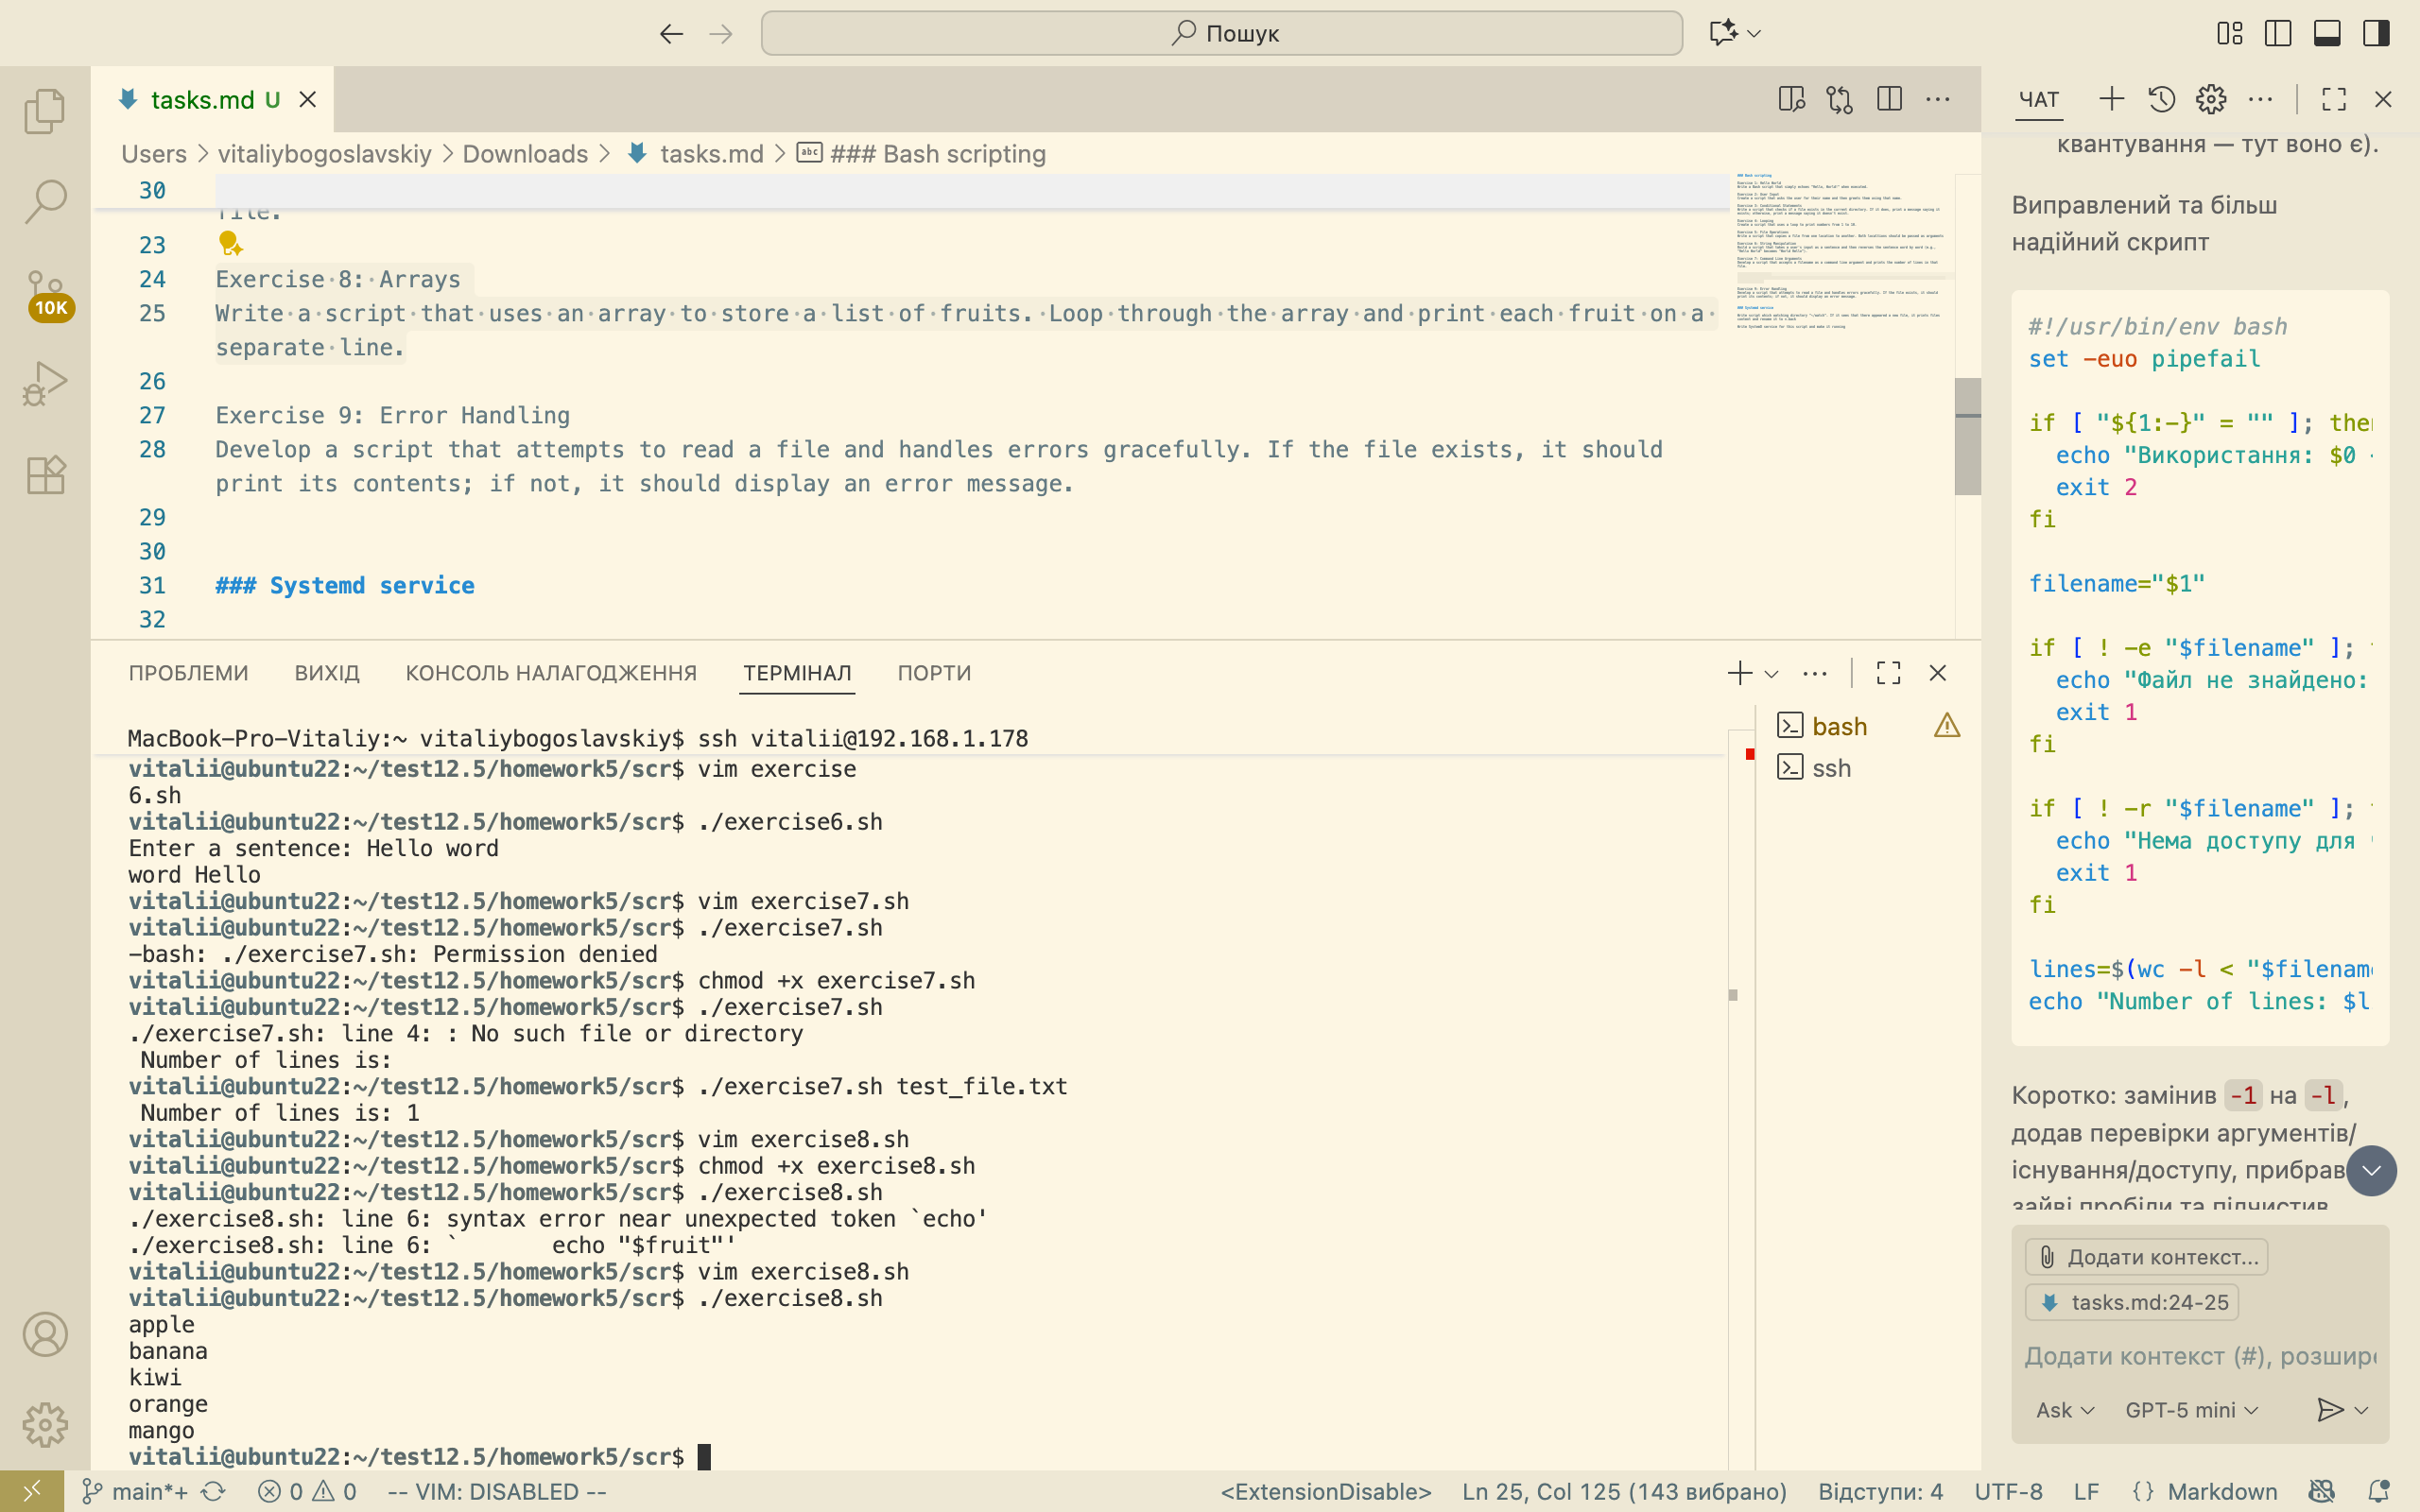 Пошук
tasks.md U
Users > vitaliybogoslavskiy > Downloads > tasks.md > ### Bash scripting
30
file.
23
24 Exercise 8: Arrays
25 Write a script that uses an array to store a list of fruits. Loop through the array and print each fruit on a
separate line.
26
27 Exercise 9: Error Handling
28 Develop a script that attempts to read a file and handles errors gracefully. If the file exists, it should
print its contents; if not, it should display an error message.
29
30
31 ### Systemd service
32
10K
ПРОБЛЕМИ ВИХІД КОНСОЛЬ НАЛАГОДЖЕННЯ ТЕРМІНАЛ ПОРТИ
MacBook-Pro-Vitaliy:~ vitaliybogoslavskiy$ ssh vitalii@192.168.1.178
vitalii@ubuntu22:~/test12.5/homework5/scr$ vim exercise
6.sh
vitalii@ubuntu22:~/test12.5/homework5/scr$ ./exercise6.sh
Enter a sentence: Hello word
word Hello
vitalii@ubuntu22:~/test12.5/homework5/scr$ vim exercise7.sh
vitalii@ubuntu22:~/test12.5/homework5/scr$ ./exercise7.sh
-bash: ./exercise7.sh: Permission denied
vitalii@ubuntu22:~/test12.5/homework5/scr$ chmod +x exercise7.sh
vitalii@ubuntu22:~/test12.5/homework5/scr$ ./exercise7.sh
./exercise7.sh: line 4: : No such file or directory
 Number of lines is:
vitalii@ubuntu22:~/test12.5/homework5/scr$ ./exercise7.sh test_file.txt
 Number of lines is: 1
vitalii@ubuntu22:~/test12.5/homework5/scr$ vim exercise8.sh
vitalii@ubuntu22:~/test12.5/homework5/scr$ chmod +x exercise8.sh
vitalii@ubuntu22:~/test12.5/homework5/scr$ ./exercise8.sh
./exercise8.sh: line 6: syntax error near unexpected token `echo'
./exercise8.sh: line 6: `       echo "$fruit"'
vitalii@ubuntu22:~/test12.5/homework5/scr$ vim exercise8.sh
vitalii@ubuntu22:~/test12.5/homework5/scr$ ./exercise8.sh
apple
banana
kiwi
orange
mango
vitalii@ubuntu22:~/test12.5/homework5/scr$
bash
ssh
ЧАТ
квантування — тут воно є).
Виправлений та більш
надійний скрипт
#!/usr/bin/env bash
set -euo pipefail
if [ "${1:-}" = "" ]; then
  echo "Використання: $0
  exit 2
fi
filename="$1"
if [ ! -e "$filename" ];
  echo "Файл не знайдено:
  exit 1
fi
if [ ! -r "$filename" ];
  echo "Нема доступу для
  exit 1
fi
lines=$(wc -l < "$filename
echo "Number of lines: $l
Коротко: замінив -1 на -l,
додав перевірки аргументів/
існування/доступу, прибрав
зайві пробіли та підчистив
Додати контекст...
tasks.md:24-25
Додати контекст (#), розшире
Ask GPT-5 mini
main*+ 0 0 -- VIM: DISABLED -- <ExtensionDisable> Ln 25, Col 125 (143 вибрано) Відступи: 4 UTF-8 LF {} Markdown